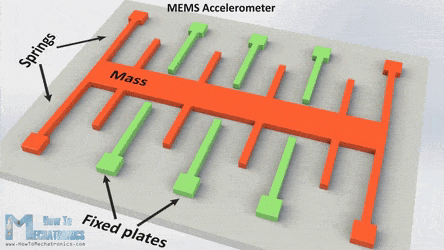 MEMS Accelerometer
Springs
Mass
Fixed plates
How To
MECHATRONICS
www.HowToMechatronics.com